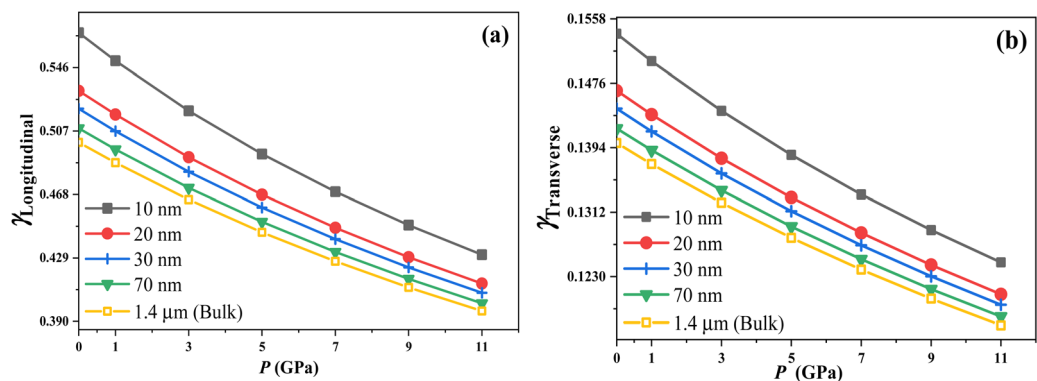 (a)
γLongitudinal
0.546
0.507
0.468
0.429
0.390
10 nm
20 nm
30 nm
70 nm
1.4 μm (Bulk)
0 1 3 5 7 9 11
P (GPa)
(b)
γTransverse
0.1558
0.1476
0.1394
0.1312
0.1230
10 nm
20 nm
30 nm
70 nm
1.4 μm (Bulk)
0 1 3 5 7 9 11
P (GPa)